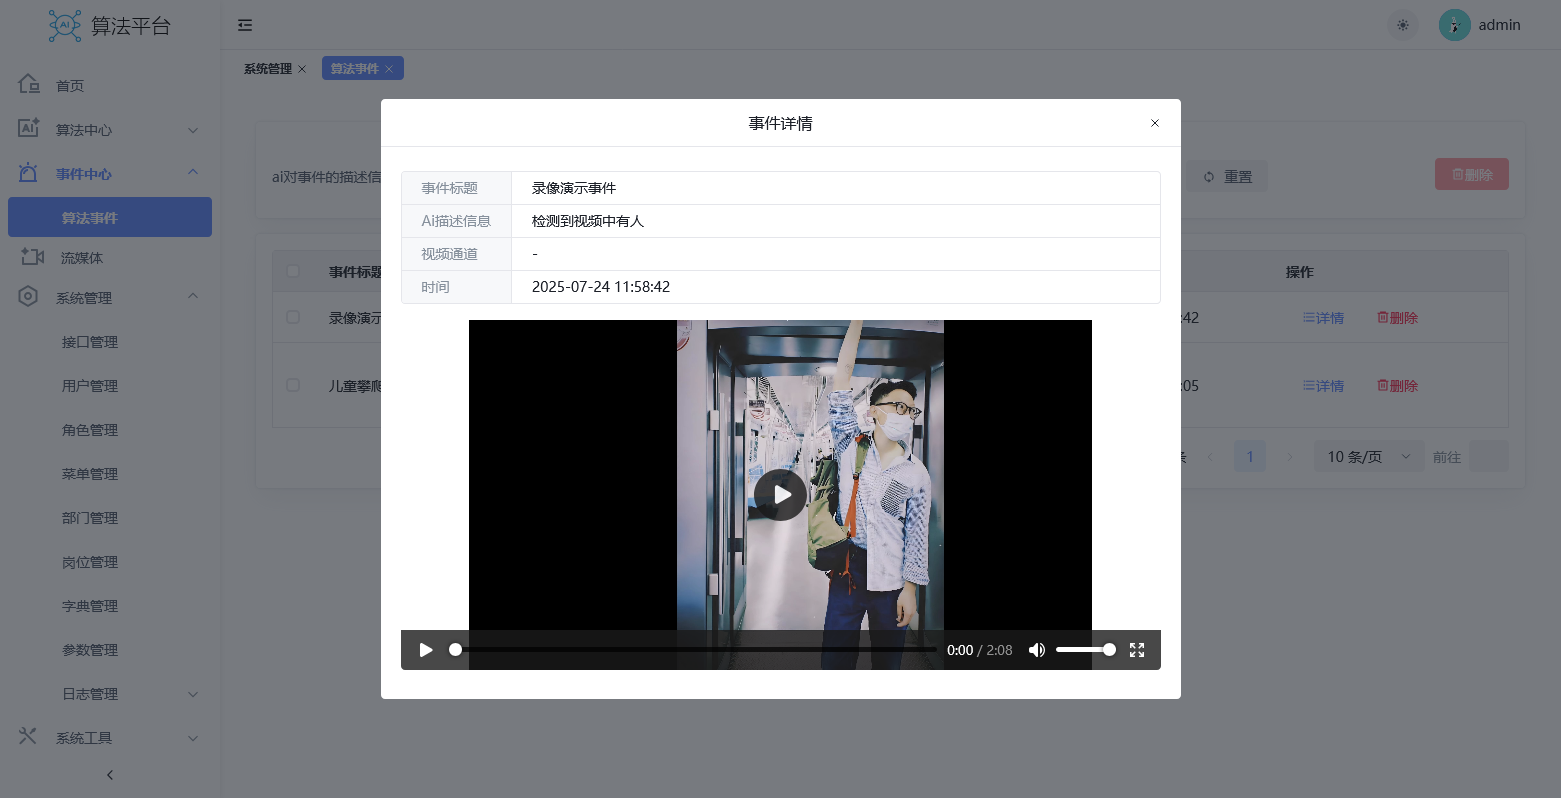 算法平台
admin
系统管理
算法事件
首页
算法中心
事件中心
算法事件
流媒体
系统管理
接口管理
用户管理
角色管理
菜单管理
部门管理
岗位管理
字典管理
参数管理
日志管理
系统工具
ai对事件的描述信
重置
删除
事件标题
操作
录像演示
:42
详情
删除
儿童攀爬
:05
详情
删除
条
1
10 条/页
前往
事件详情
事件标题
录像演示事件
Ai描述信息
检测到视频中有人
视频通道
-
时间
2025-07-24 11:58:42
0:00 / 2:08